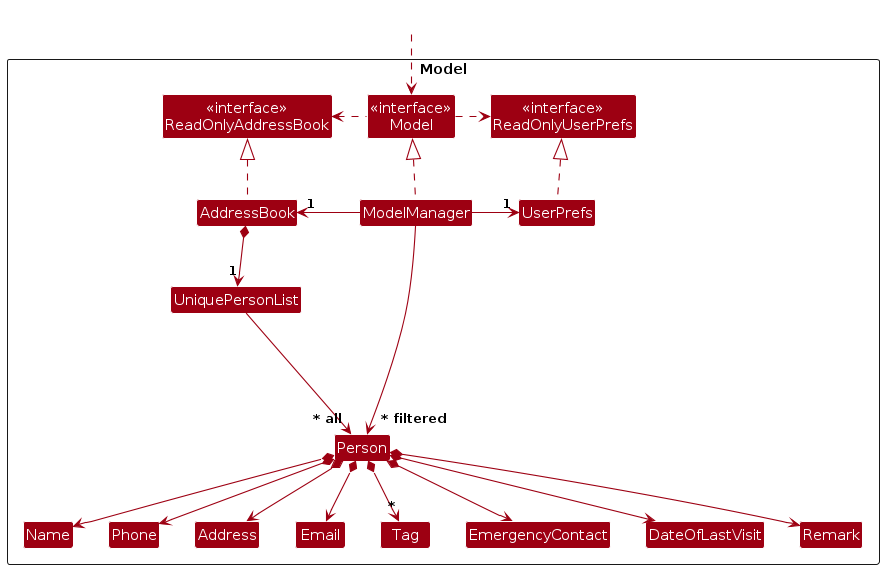 Model
«interface»
ReadOnlyAddressBook
«interface»
Model
«interface»
ReadOnlyUserPrefs
AddressBook
1
ModelManager
1
UserPrefs
1
UniquePersonList
* all
* filtered
Person
*
Name
Phone
Address
Email
Tag
EmergencyContact
DateOfLastVisit
Remark